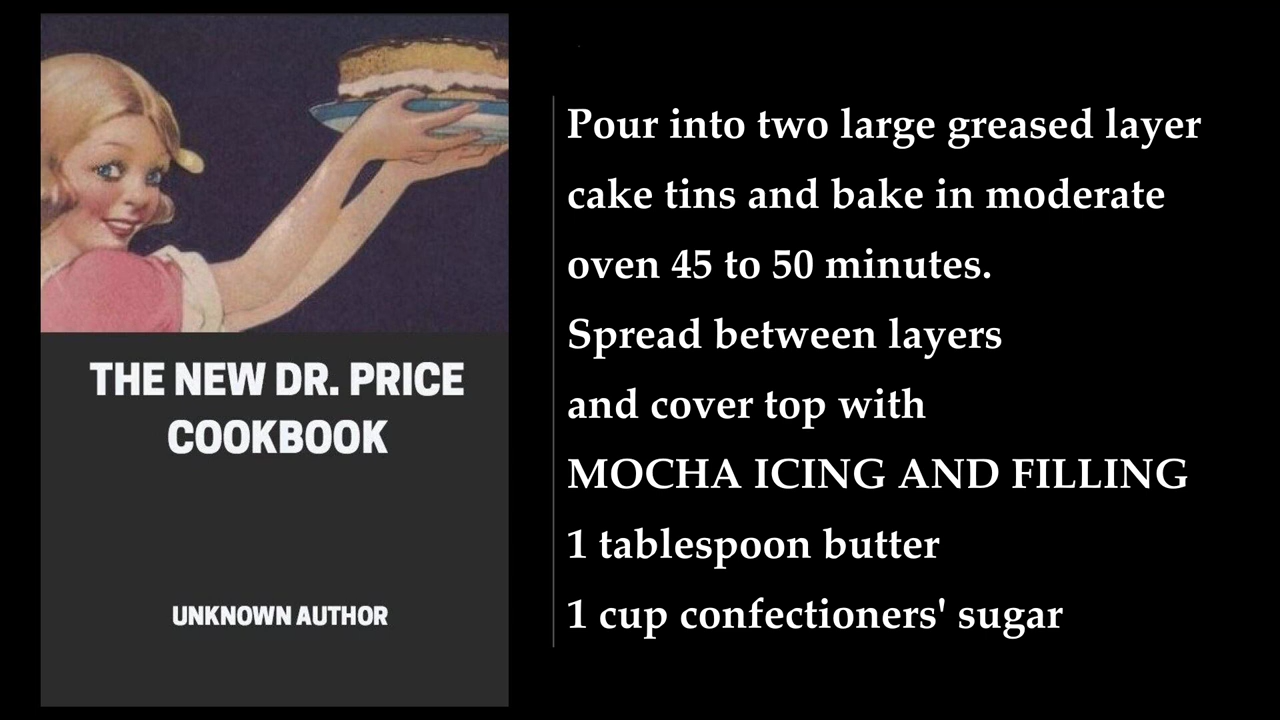 THE NEW DR. PRICE
COOKBOOK
UNKNOWN AUTHOR
Pour into two large greased layer
cake tins and bake in moderate
oven 45 to 50 minutes.
Spread between layers
and cover top with
MOCHA ICING AND FILLING
1 tablespoon butter
1 cup confectioners' sugar